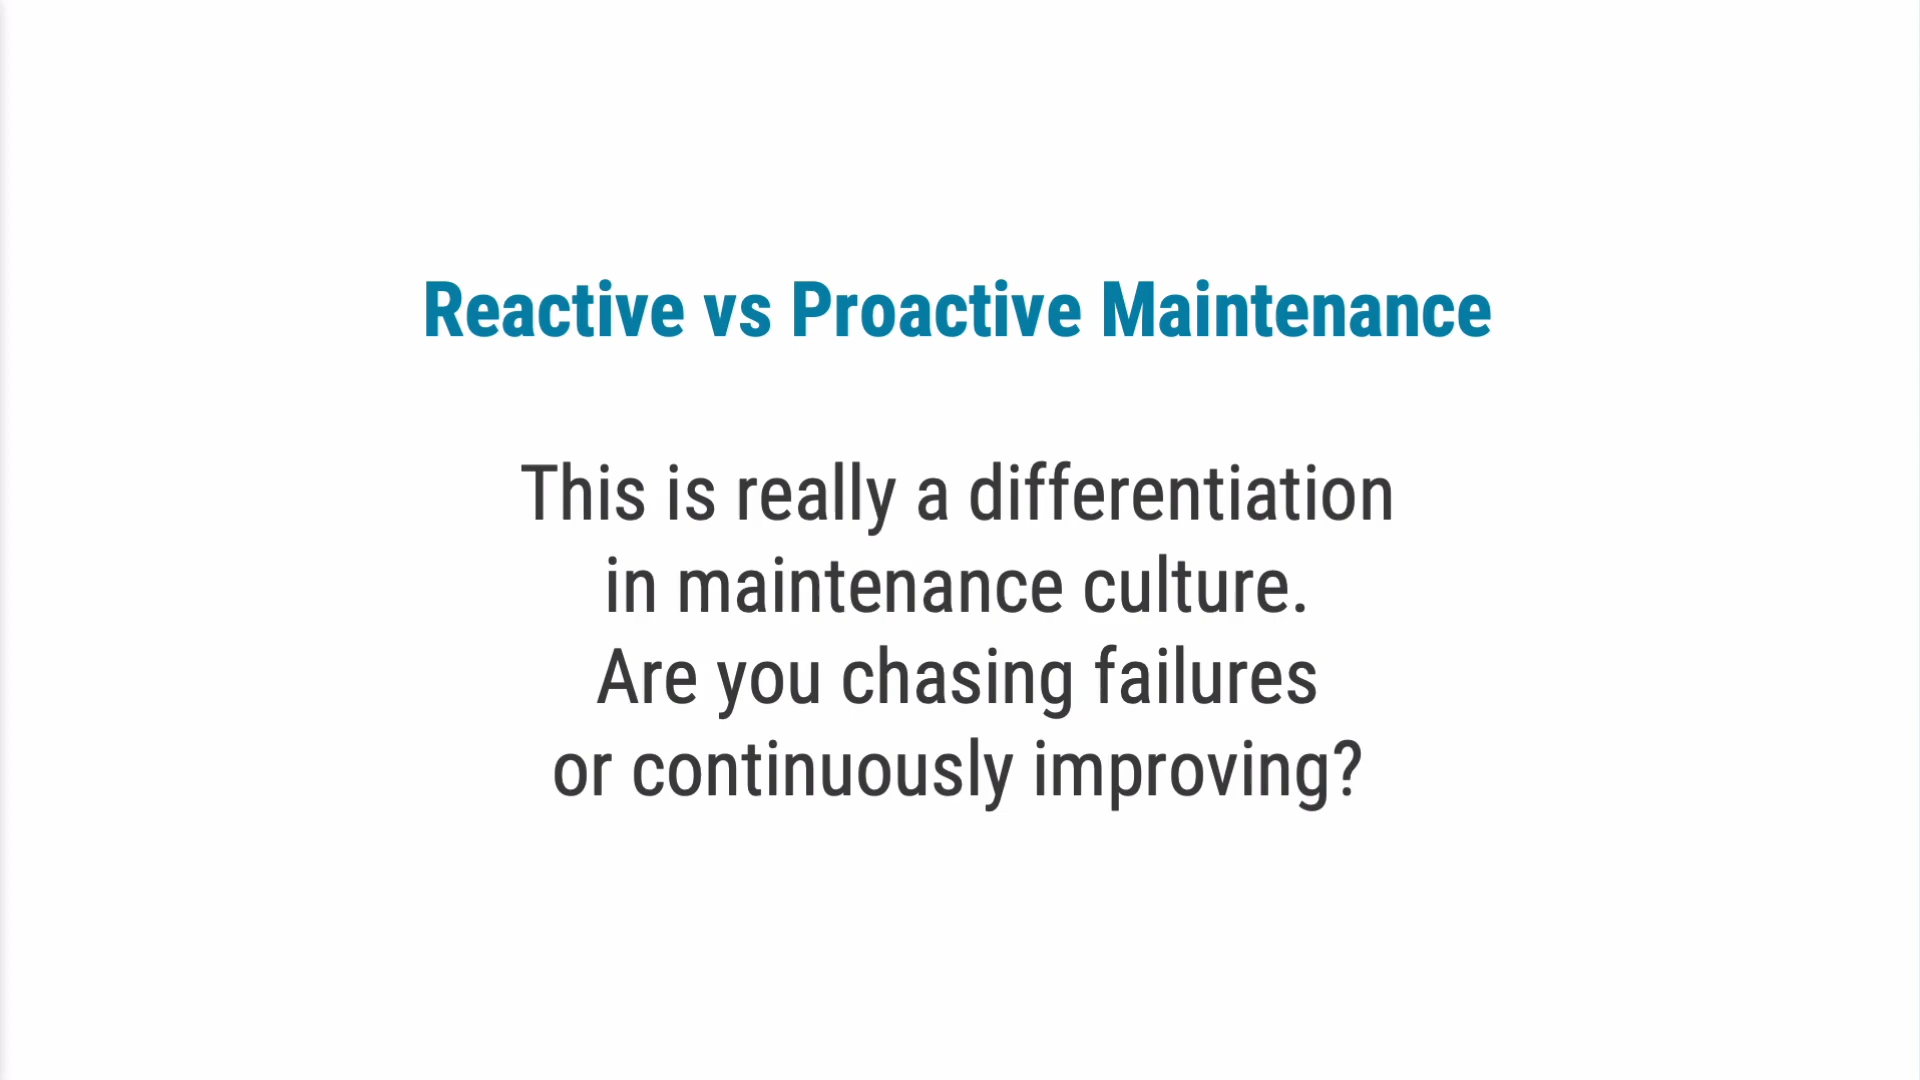 Reactive vs Proactive Maintenance
This is really a differentiation
in maintenance culture.
Are you chasing failures
or continuously improving?